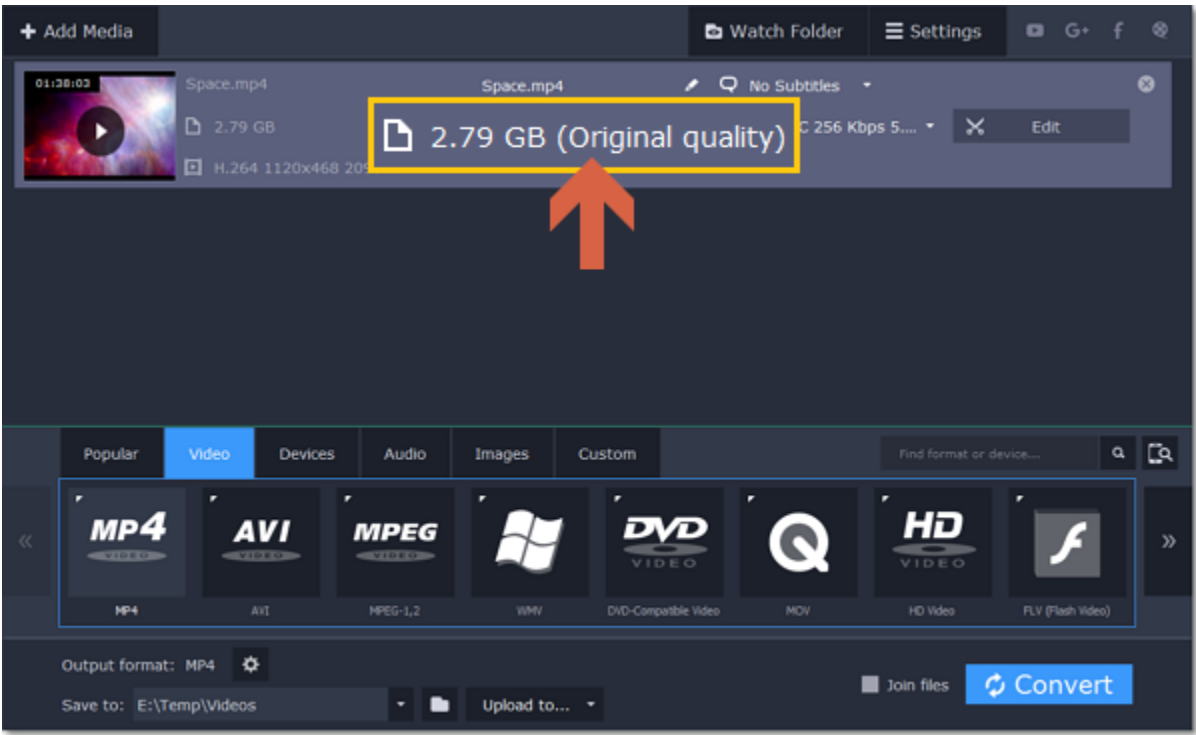 + Add Media
Watch Folder
Settings
G+ f
01:38:03
Space.mp4
Space.mp4
No Subtitles
2.79 GB
2.79 GB (Original quality)
C 256 Kbps 5....
Edit
H.264 1120x468 209
Popular
Video
Devices
Audio
Images
Custom
Find format or device....
MP4 VIDEO
AVI VIDEO
MPEG VIDEO
DVD VIDEO
HD VIDEO
MP4
AVI
MPEG-1,2
WMV
DVD-Compatible Video
MOV
HD Video
FLV (Flash Video)
Output format: MP4
Join files
Convert
Save to: E:\Temp\Videos
Upload to...